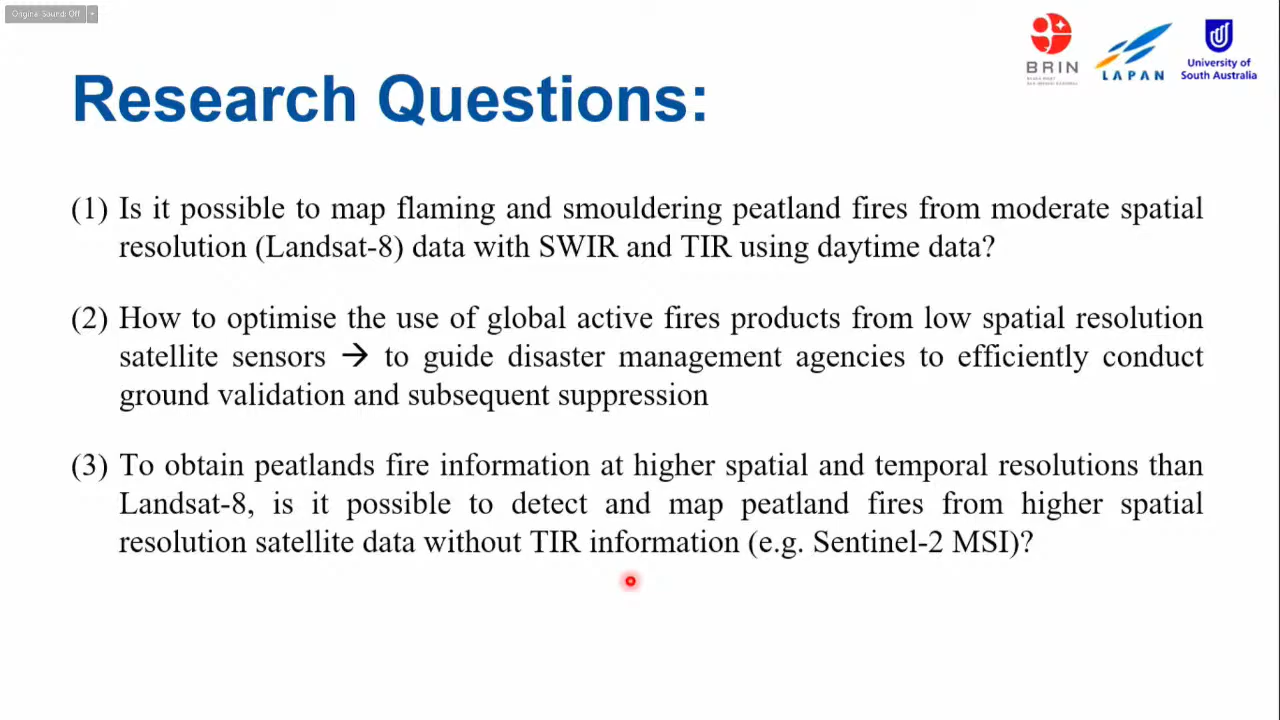 Original Sound: Off
BRIN
LAPAN
University of
South Australia
Research Questions:
(1) Is it possible to map flaming and smouldering peatland fires from moderate spatial
resolution (Landsat-8) data with SWIR and TIR using daytime data?
(2) How to optimise the use of global active fires products from low spatial resolution
satellite sensors → to guide disaster management agencies to efficiently conduct
ground validation and subsequent suppression
(3) To obtain peatlands fire information at higher spatial and temporal resolutions than
Landsat-8, is it possible to detect and map peatland fires from higher spatial
resolution satellite data without TIR information (e.g. Sentinel-2 MSI)?